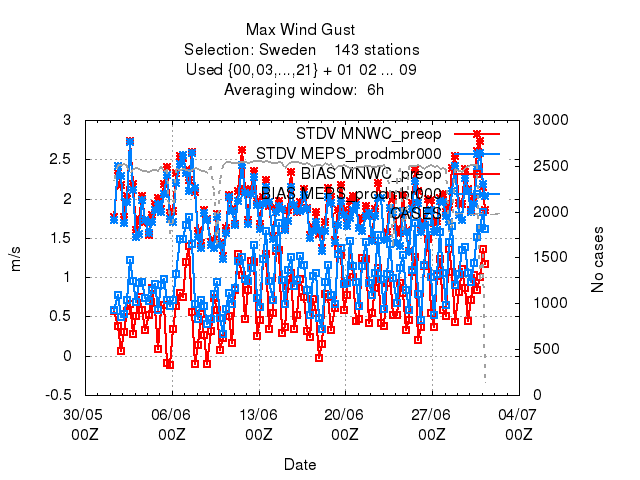 Max Wind Gust
Selection: Sweden 143 stations
Used {00,03,...,21} + 01 02 ... 09
Averaging window: 6h
STDV MNWC_preop
STDV MEPS_prodmbr000
BIAS MNWC_preop
BIAS MEPS_prodmbr000
CASES
3
2.5
2
1.5
1
0.5
0
-0.5
m/s
3000
2500
2000
1500
1000
500
0
No cases
30/05 06/06 13/06 20/06 27/06 04/07
00Z 00Z 00Z 00Z 00Z 00Z
Date